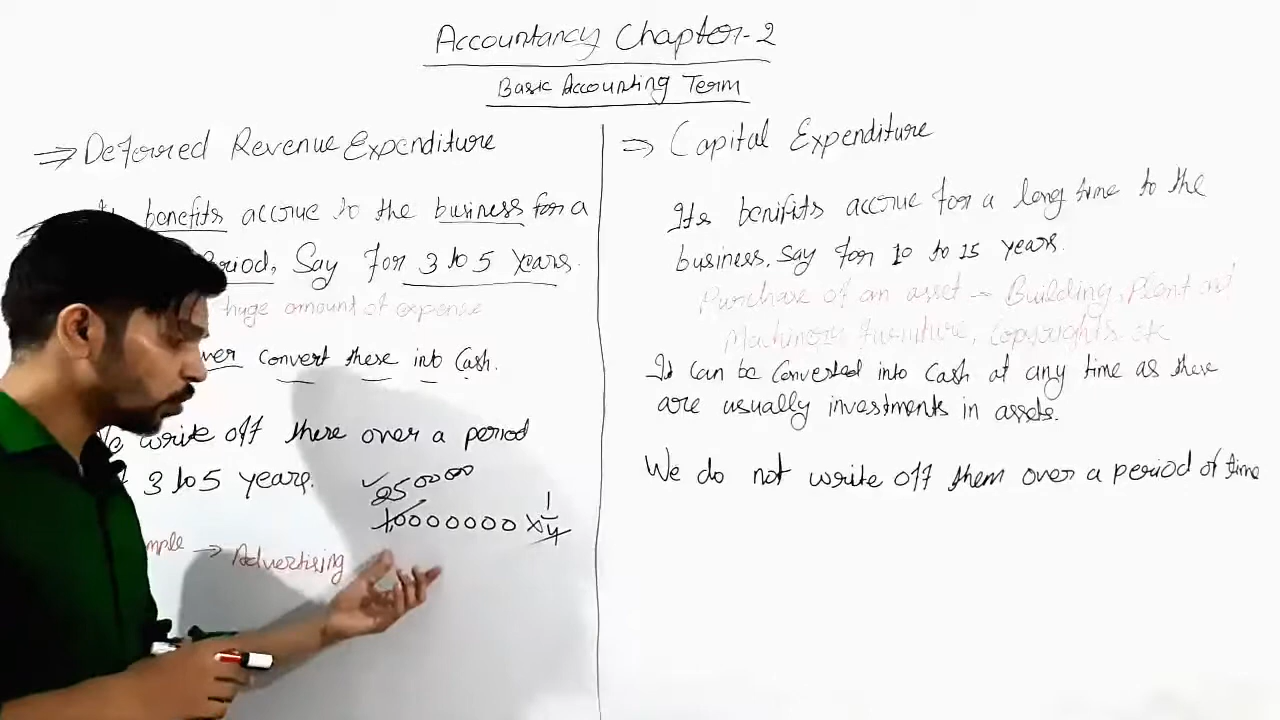 Accountancy Chapter-2
Basic Accounting Term
⇒ Deferred Revenue Expenditure
benefits accrue to the business for a
Period, Say for 3 to 5 Years.
huge amount of expense
convert these into Cash.
write off these over a period
3 to 5 years.
2500000
10000000 × 1/4
→ Advertising
⇒ Capital Expenditure
Its benifits accrue for a long time to the
business. Say for 10 to 15 years.
Purchase of an asset – Building, Plant and
Machinery Furniture, Copyrights etc
It can be Converted into Cash at any time as these
are usually investments in assets.
We do not write off them over a period of time